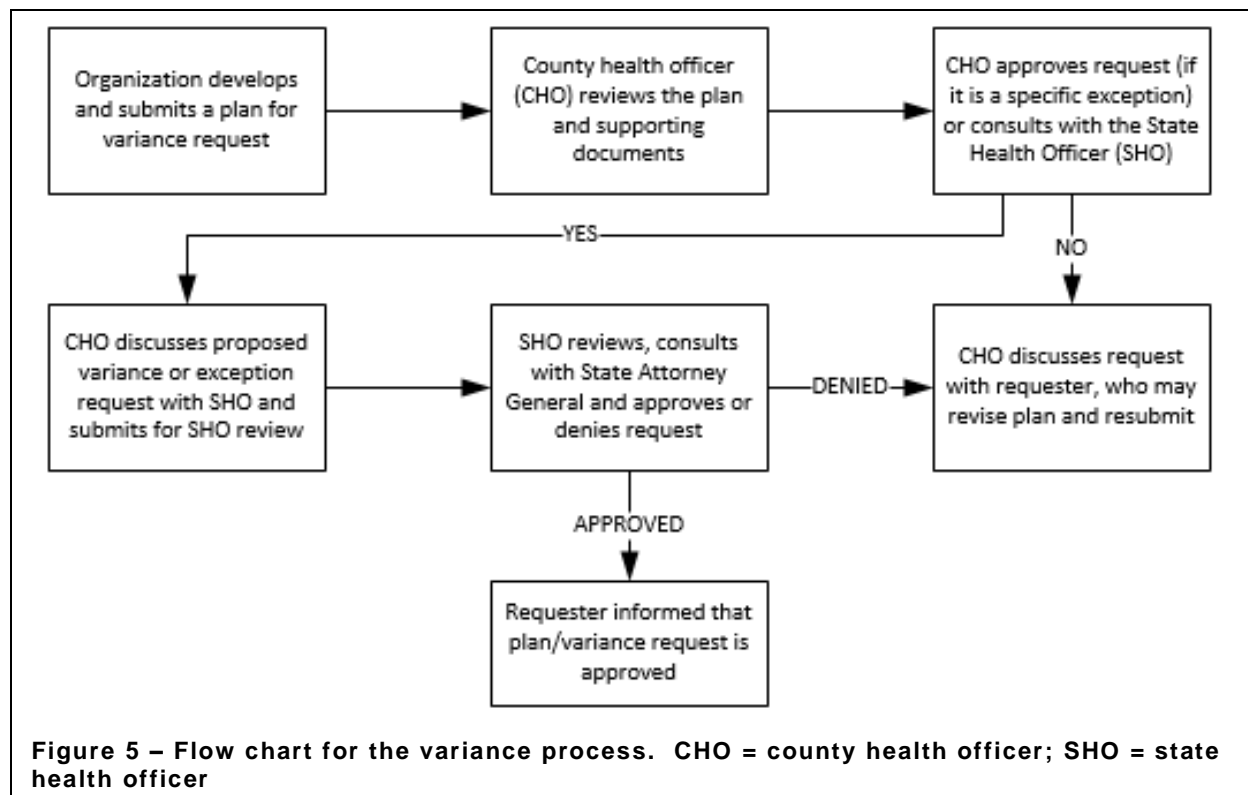 Organization develops
and submits a plan for
variance request
County health officer
(CHO) reviews the plan
and supporting
documents
CHO approves request (if
it is a specific exception)
or consults with the State
Health Officer (SHO)
YES
NO
CHO discusses proposed
variance or exception
request with SHO and
submits for SHO review
SHO reviews, consults
with State Attorney
General and approves or
denies request
DENIED
CHO discusses request
with requester, who may
revise plan and resubmit
APPROVED
Requester informed that
plan/variance request is
approved
Figure 5 – Flow chart for the variance process. CHO = county health officer; SHO = state
health officer